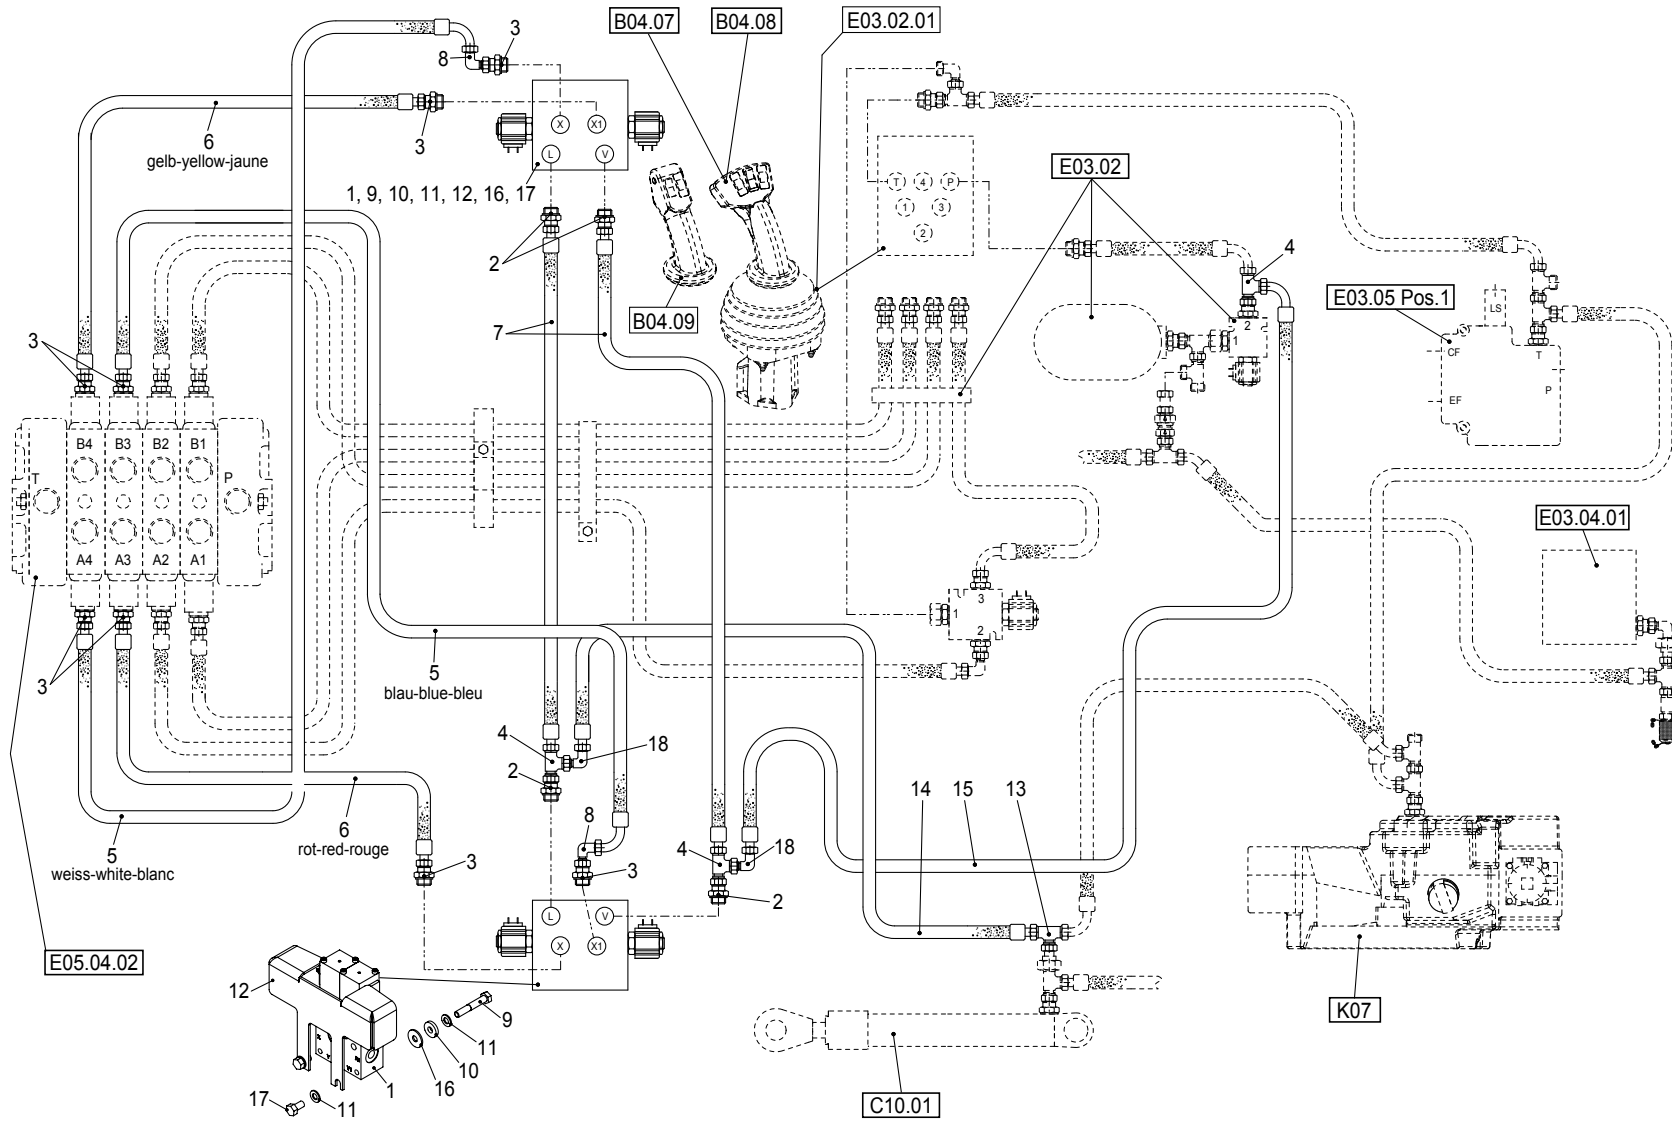 B04.07
B04.08
E03.02.01
3
8
6
gelb-yellow-jaune
3
X
X1
L
V
1, 9, 10, 11, 12, 16, 17
T
4
P
1
3
2
E03.02
2
4
B04.09
7
E03.05 Pos.1
LS
CF
T
P
EF
2
1
3
B4
B3
B2
B1
T
P
A4
A3
A2
A1
E03.04.01
3
1
2
3
5
blau-blue-bleu
4
18
2
14
15
13
6
rot-red-rouge
5
weiss-white-blanc
8
3
3
4
18
2
L
V
X
X1
E05.04.02
12
9
11
10
16
1
17
11
K07
C10.01